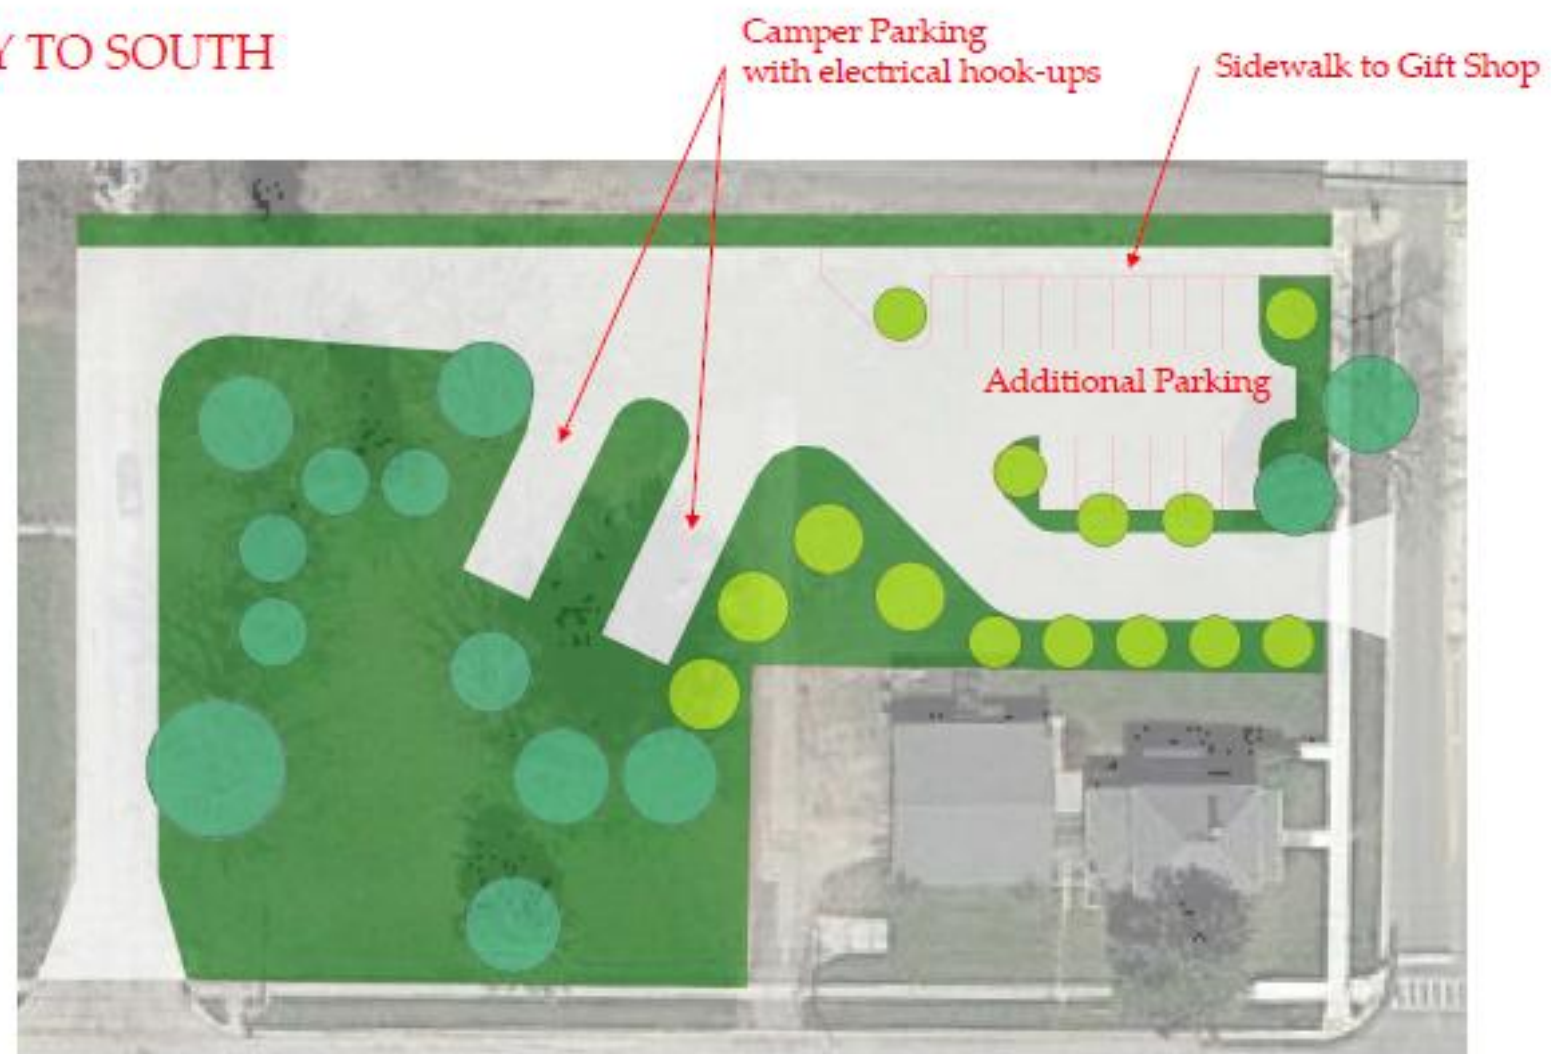 Y TO SOUTH
Camper Parking
with electrical hook-ups
Sidewalk to Gift Shop
Additional Parking